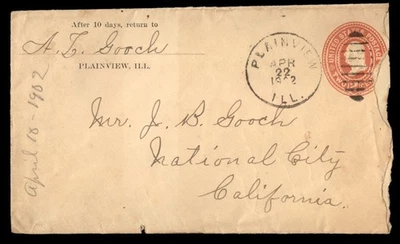 After 10 days, return to
A. L. Gooch
PLAINVIEW, ILL.
PLAINVIEW
APR
22
1902
ILL.
April 18-1902
Mr. J. B. Gooch
National City
California.